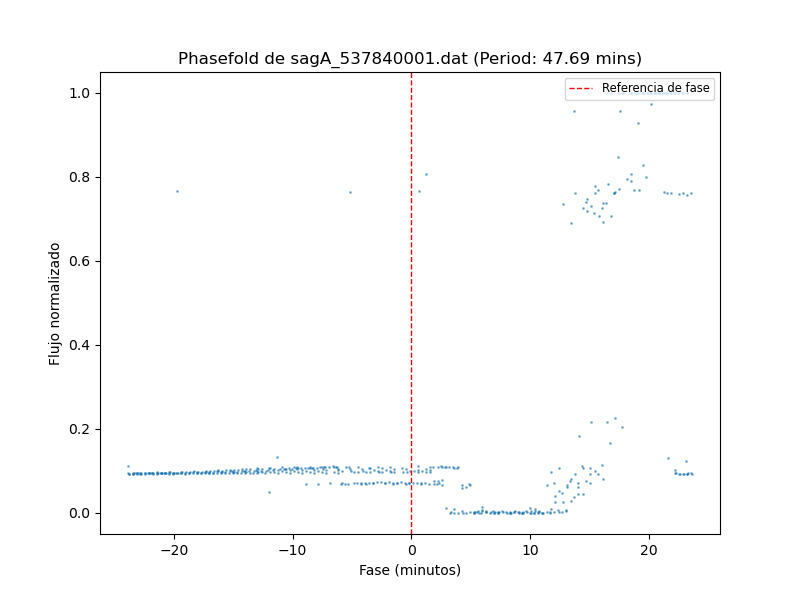 Phasefold de sagA_537840001.dat (Period: 47.69 mins)
Referencia de fase
Flujo normalizado
1.0
0.8
0.6
0.4
0.2
0.0
−20 −10 0 10 20
Fase (minutos)